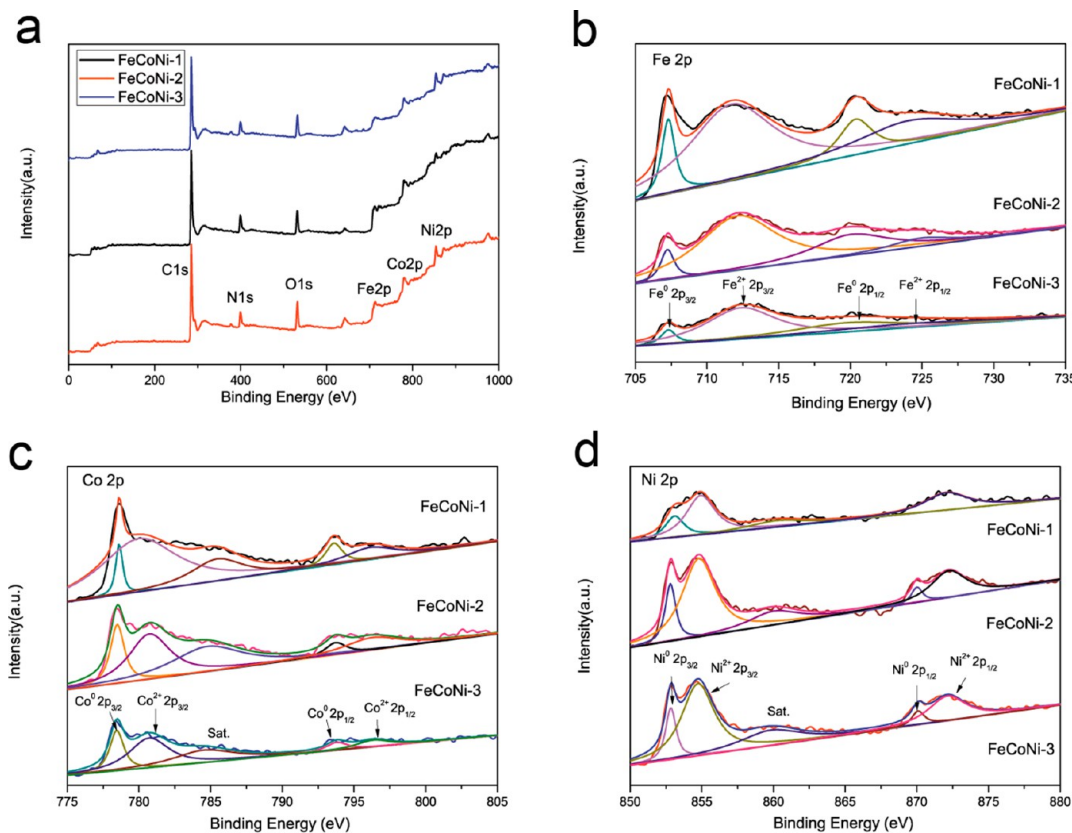 a
FeCoNi-1
FeCoNi-2
FeCoNi-3
Intensity(a.u.)
C1s
N1s
O1s
Fe2p
Co2p
Ni2p
0 200 400 600 800 1000
Binding Energy (eV)
b
Fe 2p
FeCoNi-1
FeCoNi-2
FeCoNi-3
Fe⁰ 2p₃/₂
Fe²⁺ 2p₃/₂
Fe⁰ 2p₁/₂
Fe²⁺ 2p₁/₂
Intensity(a.u.)
705 710 715 720 725 730 735
Binding Energy (eV)
c
Co 2p
FeCoNi-1
FeCoNi-2
FeCoNi-3
Co⁰ 2p₃/₂
Co²⁺ 2p₃/₂
Sat.
Co⁰ 2p₁/₂
Co²⁺ 2p₁/₂
Intensity(a.u.)
775 780 785 790 795 800 805
Binding Energy (eV)
d
Ni 2p
FeCoNi-1
FeCoNi-2
Ni⁰ 2p₃/₂
Ni²⁺ 2p₃/₂
Sat.
Ni⁰ 2p₁/₂
Ni²⁺ 2p₁/₂
FeCoNi-3
Intensity(a.u.)
850 855 860 865 870 875 880
Binding Energy (eV)